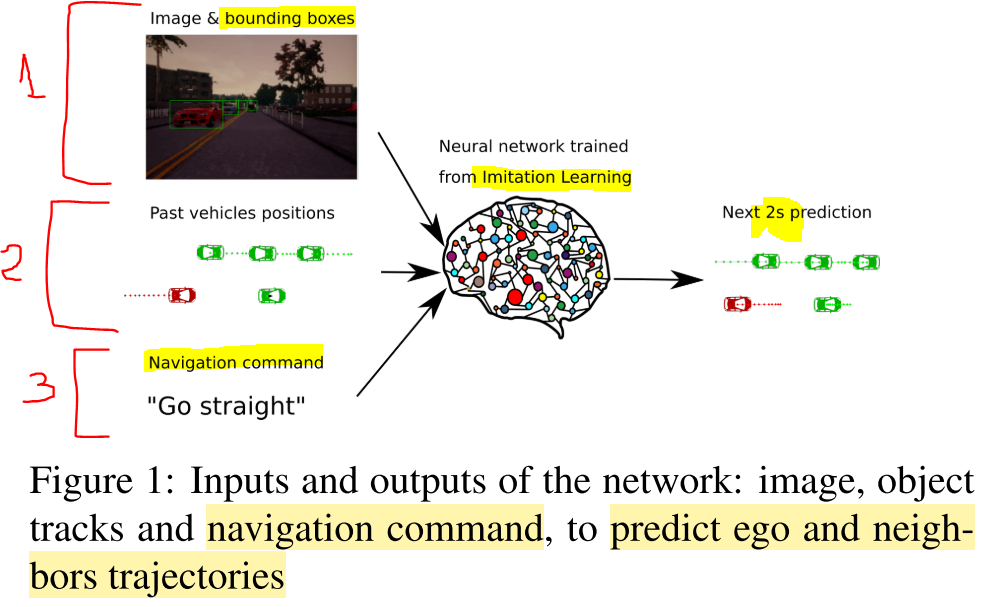 1
Image & bounding boxes
Neural network trained
from Imitation Learning
2
Past vehicles positions
Next 2s prediction
3
Navigation command
"Go straight"
Figure 1: Inputs and outputs of the network: image, object
tracks and navigation command, to predict ego and neigh-
bors trajectories